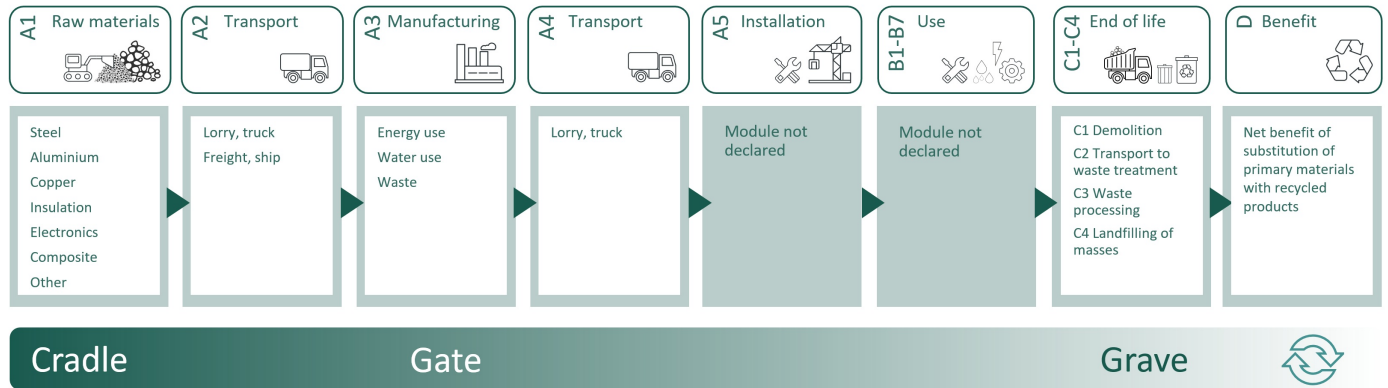 A1 Raw materials
A2 Transport
A3 Manufacturing
A4 Transport
A5 Installation
B1-B7 Use
C1-C4 End of life
D Benefit
Steel
Aluminium
Copper
Insulation
Electronics
Composite
Other
Lorry, truck
Freight, ship
Energy use
Water use
Waste
Lorry, truck
Module not
declared
Module not
declared
C1 Demolition
C2 Transport to
waste treatment
C3 Waste
processing
C4 Landfilling of
masses
Net benefit of
substitution of
primary materials
with recycled
products
Cradle
Gate
Grave